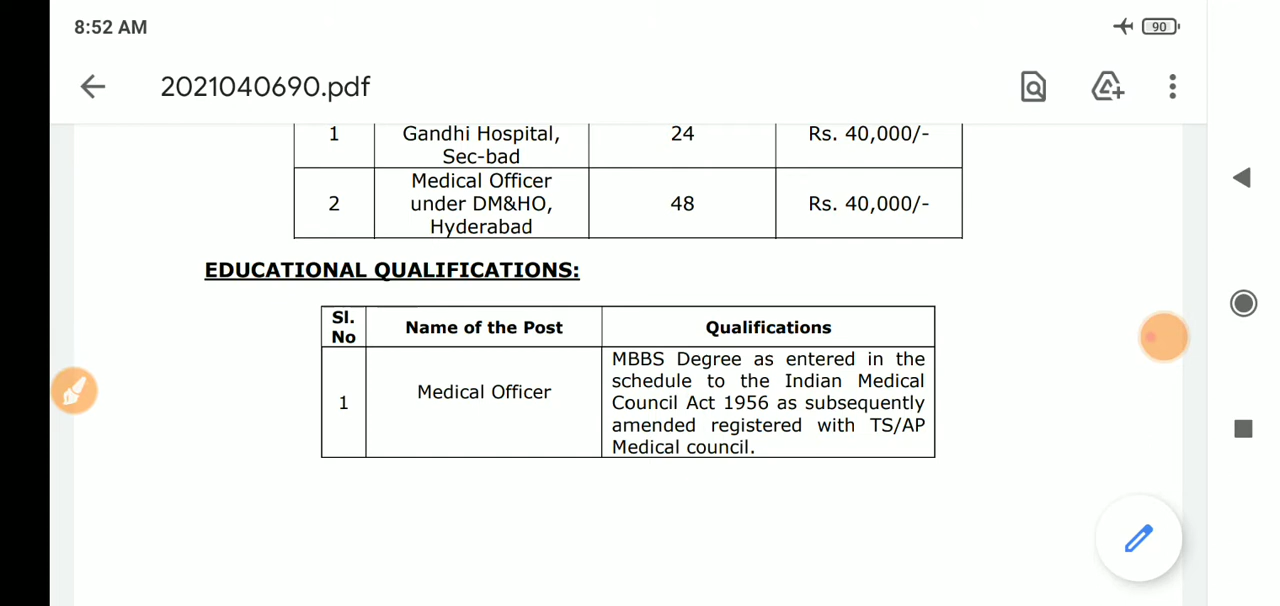 8:52 AM
90
2021040690.pdf
1 Gandhi Hospital, 24 Rs. 40,000/-
Sec-bad
Medical Officer
2 under DM&HO, 48 Rs. 40,000/-
Hyderabad
EDUCATIONAL QUALIFICATIONS:
Sl.
No
Name of the Post
Qualifications
1
Medical Officer
MBBS Degree as entered in the
schedule to the Indian Medical
Council Act 1956 as subsequently
amended registered with TS/AP
Medical council.